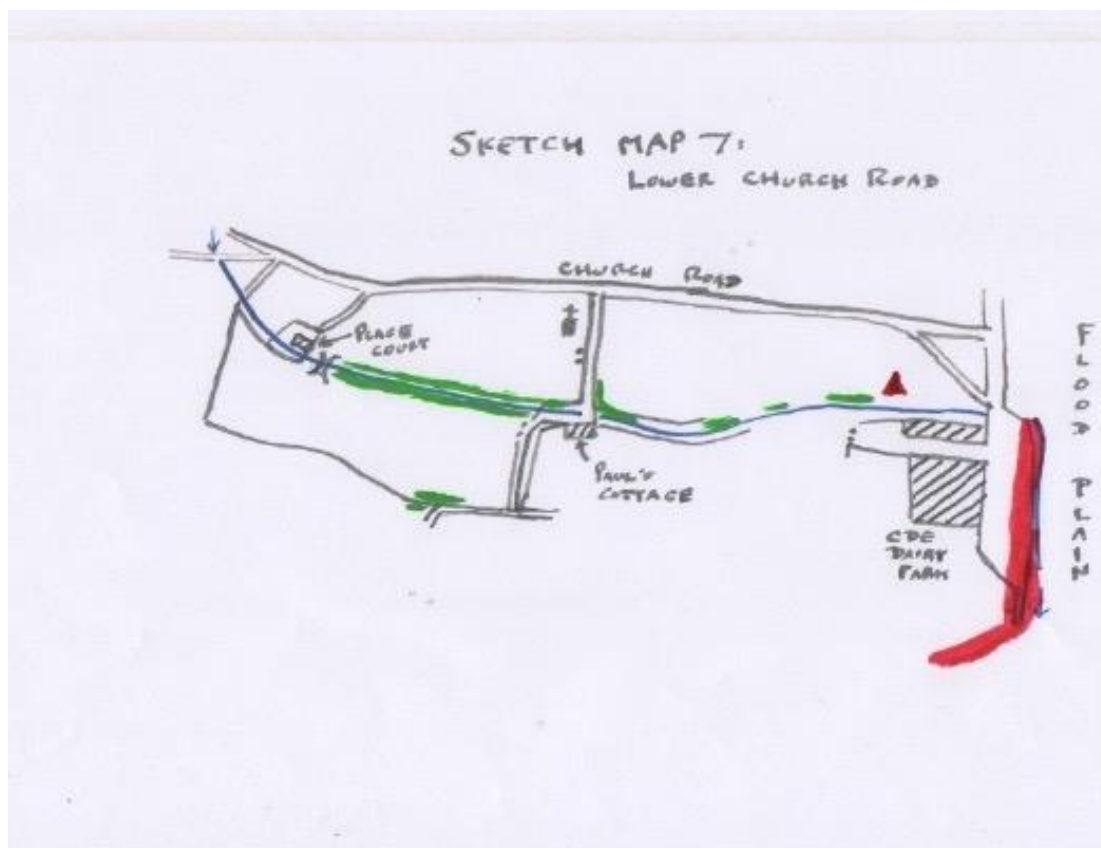 SKETCH MAP 7:
LOWER CHURCH ROAD
CHURCH ROAD
PLACE
COURT
PAUL'S
COTTAGE
CDE
DAIRY
FARM
FLOOD PLAIN